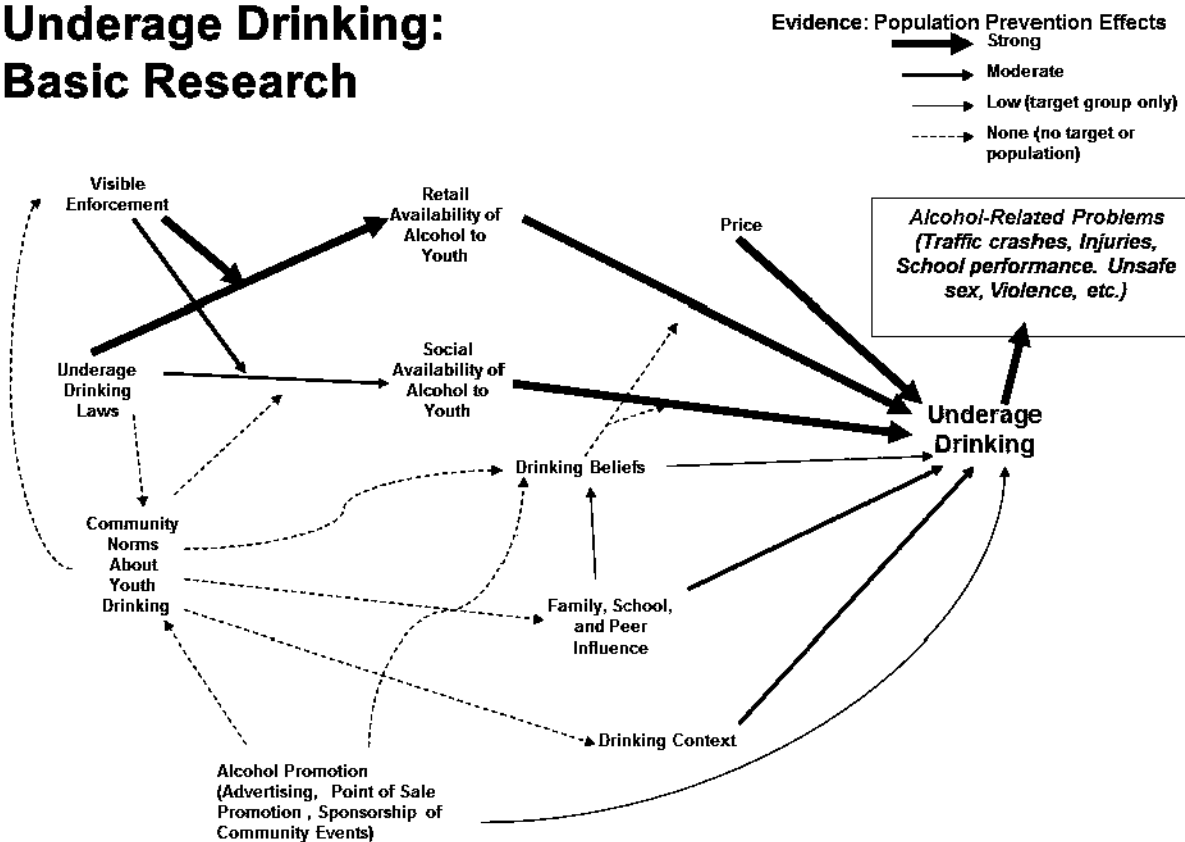 Underage Drinking:
Basic Research
Evidence: Population Prevention Effects
Strong
Moderate
Low (target group only)
None (no target or
population)
Visible
Enforcement
Retail
Availability of
Alcohol to
Youth
Price
Alcohol-Related Problems
(Traffic crashes, Injuries,
School performance. Unsafe
sex, Violence, etc.)
Underage
Drinking
Laws
Social
Availability of
Alcohol to
Youth
Underage
Drinking
Drinking Beliefs
Community
Norms
About
Youth
Drinking
Family, School,
and Peer
Influence
Drinking Context
Alcohol Promotion
(Advertising, Point of Sale
Promotion , Sponsorship of
Community Events)